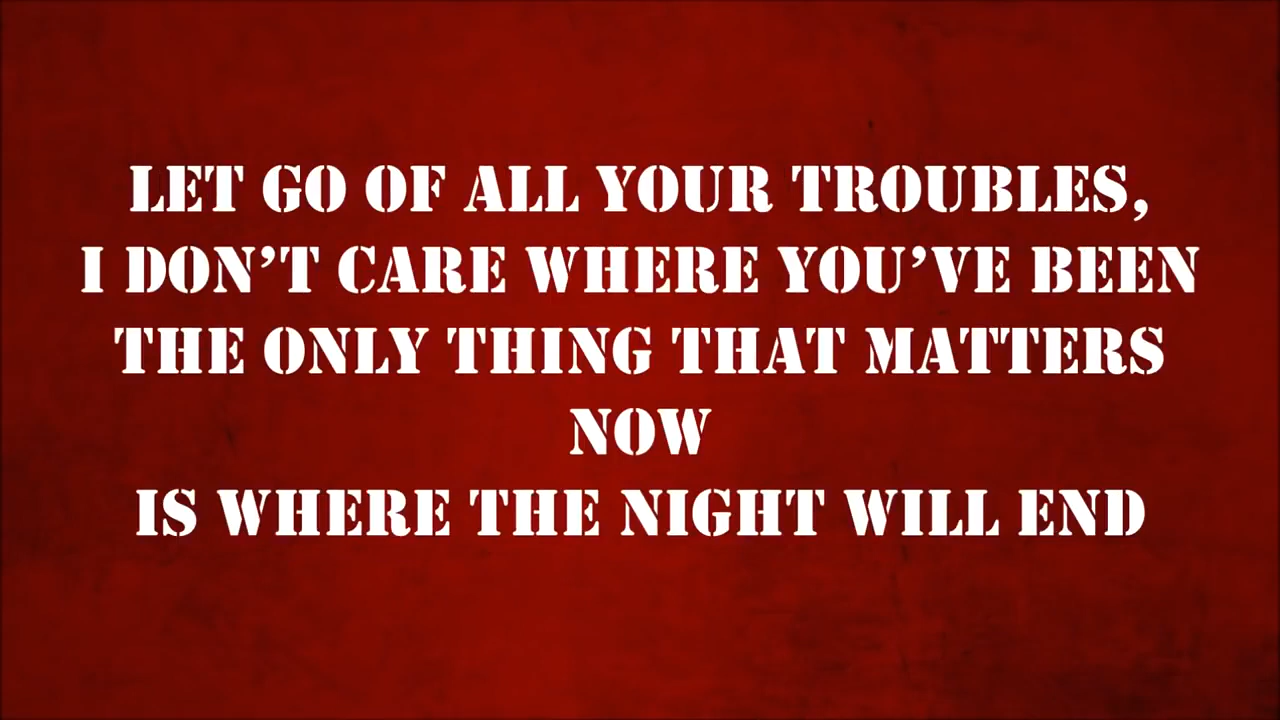 LET GO OF ALL YOUR TROUBLES,
I DON’T CARE WHERE YOU’VE BEEN
THE ONLY THING THAT MATTERS
NOW
IS WHERE THE NIGHT WILL END